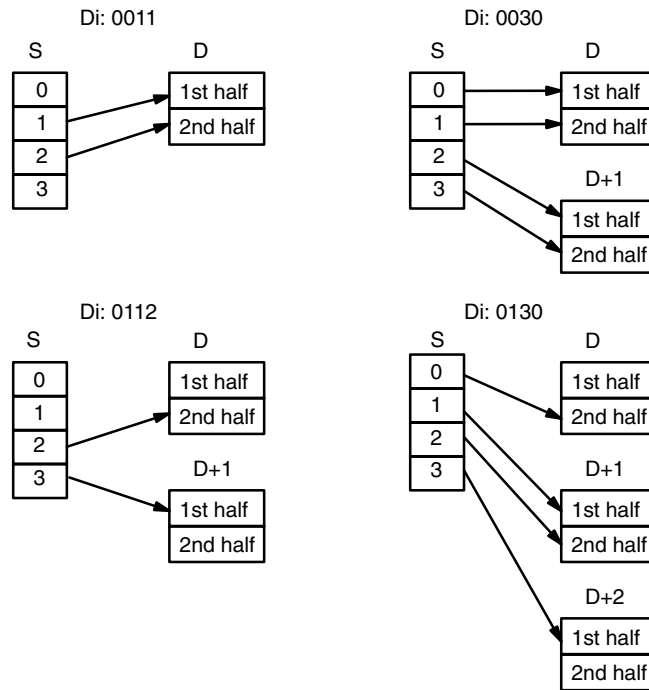 Di: 0011
S
D
0
1
2
3
1st half
2nd half
Di: 0030
S
D
0
1
2
3
1st half
2nd half
D+1
1st half
2nd half
Di: 0112
S
D
0
1
2
3
1st half
2nd half
D+1
1st half
2nd half
Di: 0130
S
D
0
1
2
3
1st half
2nd half
D+1
1st half
2nd half
D+2
1st half
2nd half